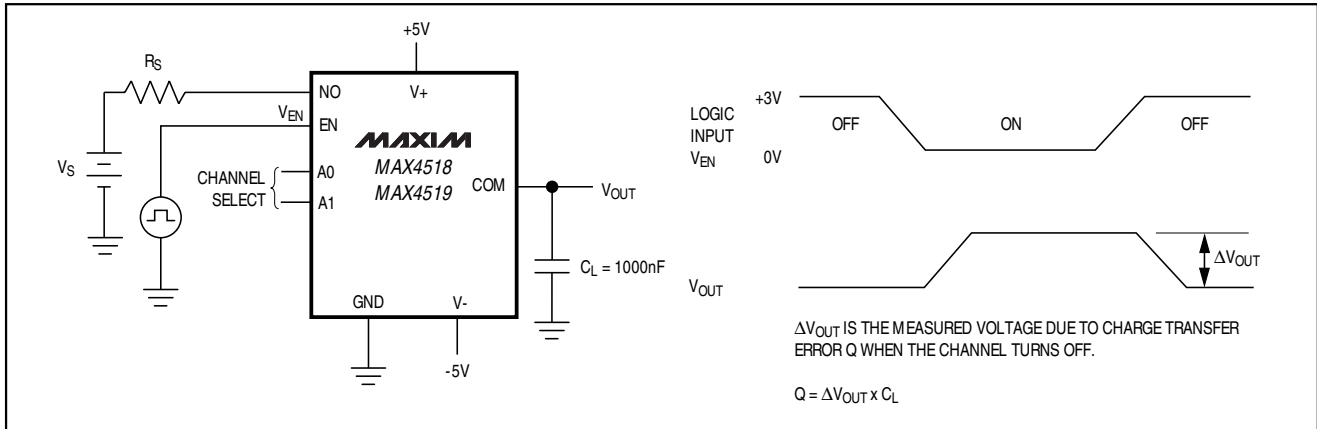 +5V
RS
NO
V+
VEN
EN
MAXIM
MAX4518
MAX4519
VS
CHANNEL
SELECT
A0
A1
COM
VOUT
CL = 1000nF
GND
V-
-5V
LOGIC
INPUT
VEN
+3V
0V
OFF
ON
OFF
VOUT
ΔVOUT
ΔVOUT IS THE MEASURED VOLTAGE DUE TO CHARGE TRANSFER
ERROR Q WHEN THE CHANNEL TURNS OFF.
Q = ΔVOUT x CL